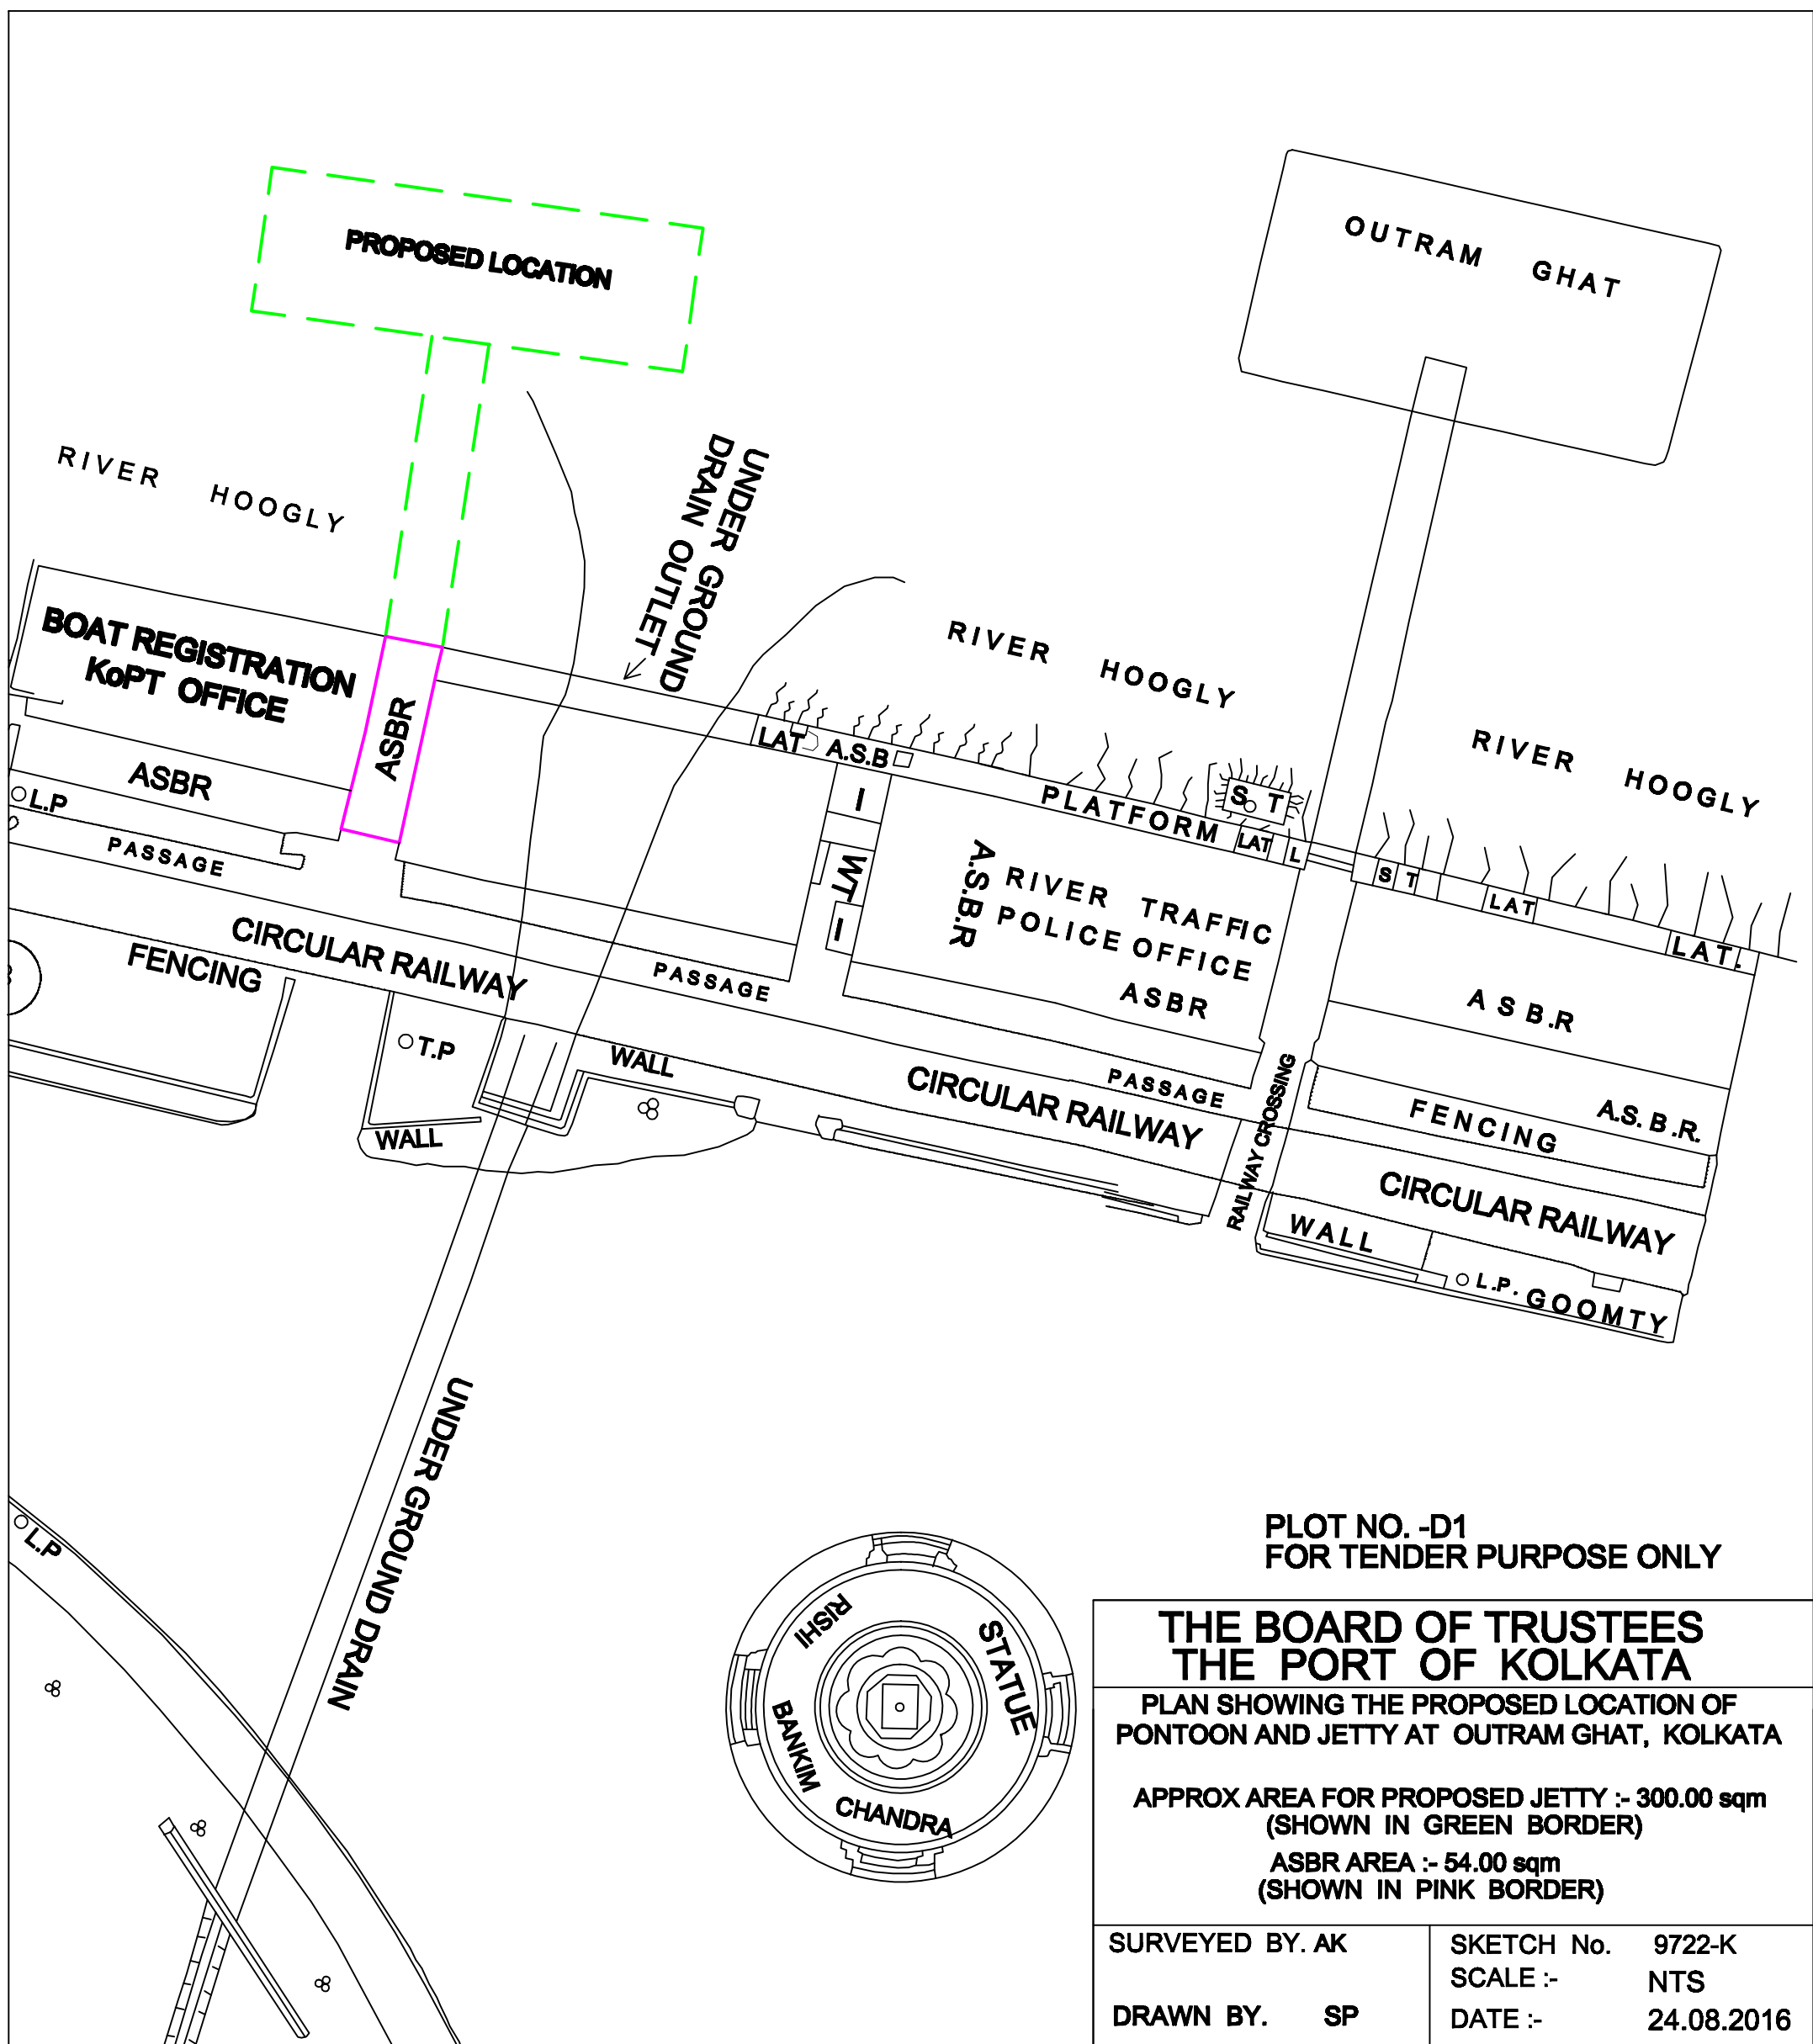 PROPOSED LOCATION
OUTRAM GHAT
RIVER HOOGLY
UNDER GROUND
DRAIN OUTLET
BOAT REGISTRATION
KoPT OFFICE
ASBR
ASBR
L.P
PASSAGE
RIVER HOOGLY
RIVER HOOGLY
LAT
A.S.B
I
WT
I
PLATFORM
S T
LAT
L
S T
LAT
LAT.
A.S.B.R
RIVER TRAFFIC
POLICE OFFICE
ASBR
A S B.R
CIRCULAR RAILWAY
FENCING
PASSAGE
T.P
WALL
WALL
CIRCULAR RAILWAY
PASSAGE
RAILWAY CROSSING
FENCING
A.S.B.R.
CIRCULAR RAILWAY
WALL
L.P.
GOOMTY
UNDER GROUND DRAIN
L.P
RISHI
BANKIM
CHANDRA
STATUE
PLOT NO. -D1
FOR TENDER PURPOSE ONLY
THE BOARD OF TRUSTEES
THE PORT OF KOLKATA
PLAN SHOWING THE PROPOSED LOCATION OF
PONTOON AND JETTY AT OUTRAM GHAT, KOLKATA
APPROX AREA FOR PROPOSED JETTY :- 300.00 sqm
(SHOWN IN GREEN BORDER)
ASBR AREA :- 54.00 sqm
(SHOWN IN PINK BORDER)
SURVEYED BY. AK
DRAWN BY. SP
SKETCH No. 9722-K
SCALE :- NTS
DATE :- 24.08.2016